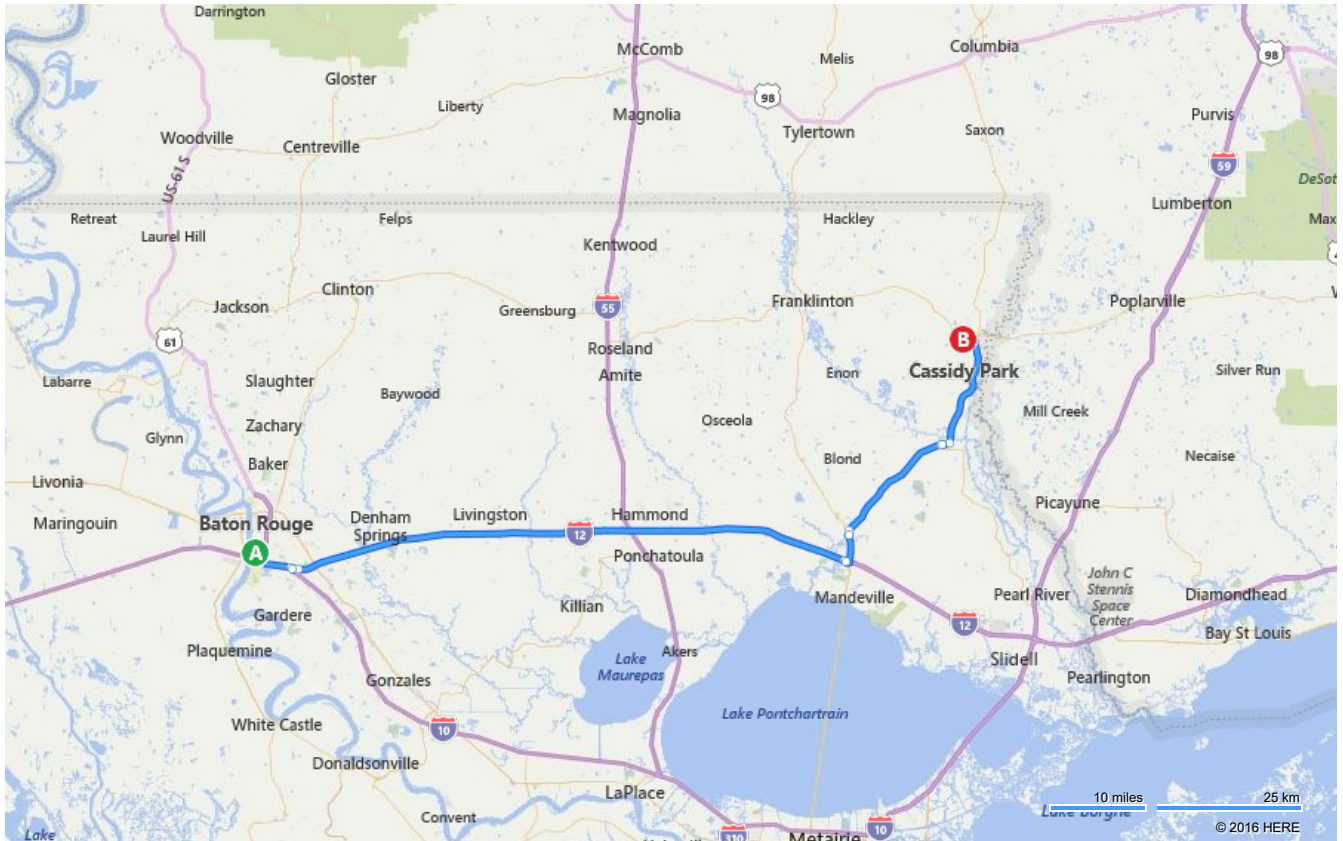 Darrington
McComb
Columbia
Melis
98
Gloster
98
Liberty
Magnolia
Purvis
Tylertown
Saxon
Woodville
Centreville
59
US-61 S
DeSot
Lumberton
Retreat
Felps
Hackley
Max
Laurel Hill
Kentwood
Clinton
Jackson
Greensburg
55
Franklinton
Poplarville
61
B
Roseland
Labarre
Slaughter
Amite
Enon
Cassidy Park
Silver Run
Baywood
Mill Creek
Zachary
Osceola
Glynn
Baker
Blond
Necaise
Livonia
Picayune
Maringouin
Baton Rouge
Denham
Springs
Livingston
Hammond
12
A
Ponchatoula
John C
Stennis
Space
Center
Gardere
Killian
Mandeville
Pearl River
Diamondhead
12
Bay St Louis
Plaquemine
Akers
Lake
Maurepas
Slidell
Gonzales
Pearlington
White Castle
10
Lake Pontchartrain
Donaldsonville
LaPlace
Convent
10 miles
25 km
Lake Borgne
Lake
310
Metairie
10
© 2016 HERE